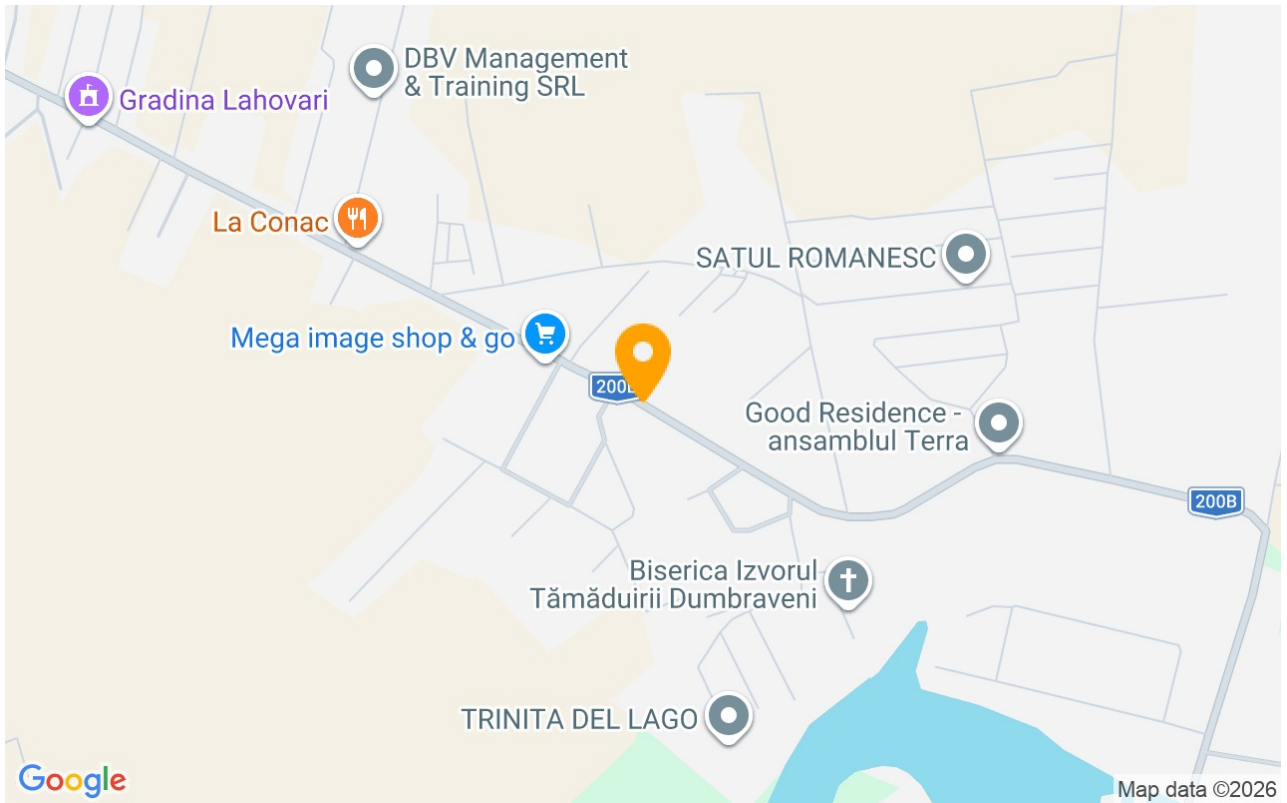 DBV Management
& Training SRL
Gradina Lahovari
La Conac
SATUL ROMANESC
Mega image shop & go
200B
Good Residence -
ansamblul Terra
200B
Biserica Izvorul
Tămăduirii Dumbraveni
TRINITA DEL LAGO
Google
Map data ©2026